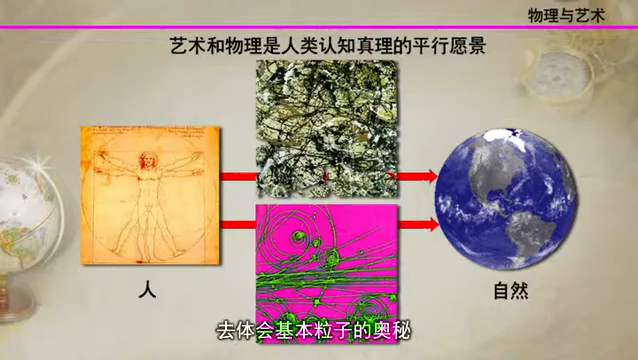 物理与艺术
艺术和物理是人类认知真理的平行愿景
人
自然
去体会基本粒子的奥秘